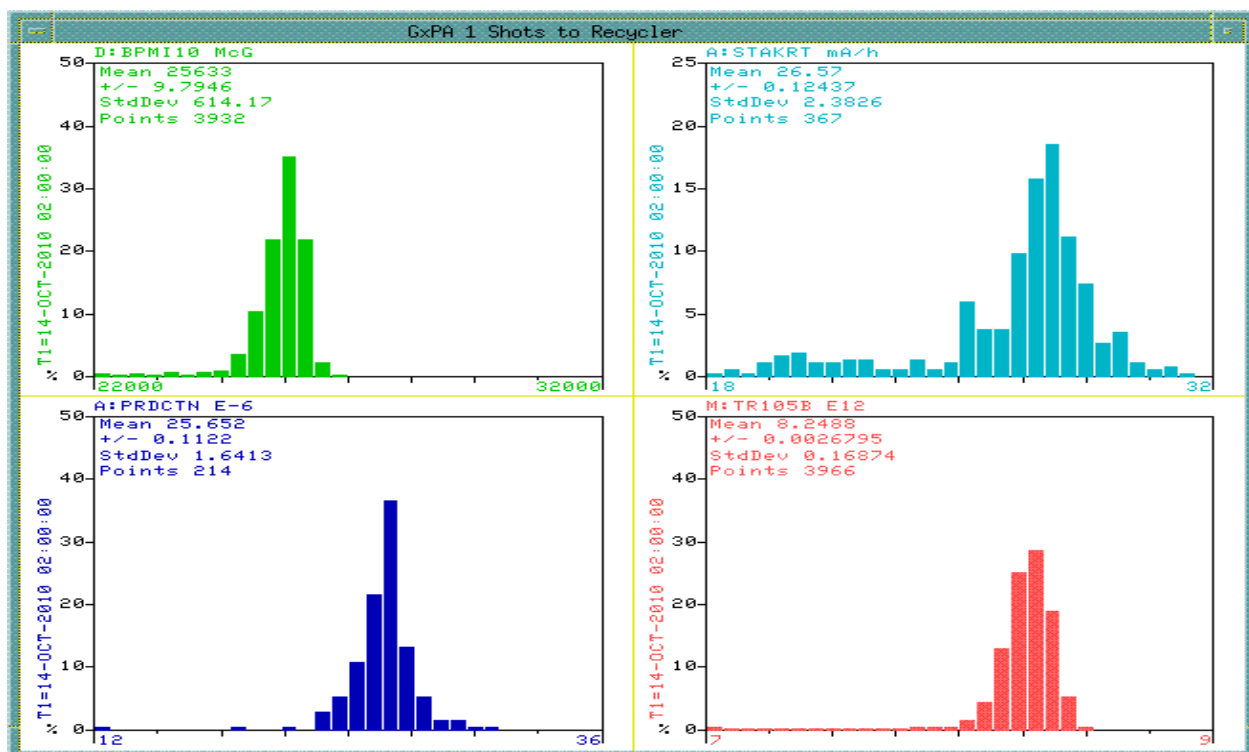 GxPA 1 Shots to Recycler
D:BPMI10 McG
50
40
30
20
10
% 0
T1=14-OCT-2010 02:00:00
Mean 25633
+/- 9.7946
StdDev 614.17
Points 3932
22000 32000
A:STAKRT mA/h
25
20
15
10
5
% 0
T1=14-OCT-2010 02:00:00
Mean 26.57
+/- 0.12437
StdDev 2.3826
Points 367
18 32
A:PRDCTN E-6
50
40
30
20
10
% 0
T1=14-OCT-2010 02:00:00
Mean 25.652
+/- 0.1122
StdDev 1.6413
Points 214
12 36
M:TR105B E12
50
40
30
20
10
% 0
T1=14-OCT-2010 02:00:00
Mean 8.2488
+/- 0.0026795
StdDev 0.16874
Points 3966
7 9